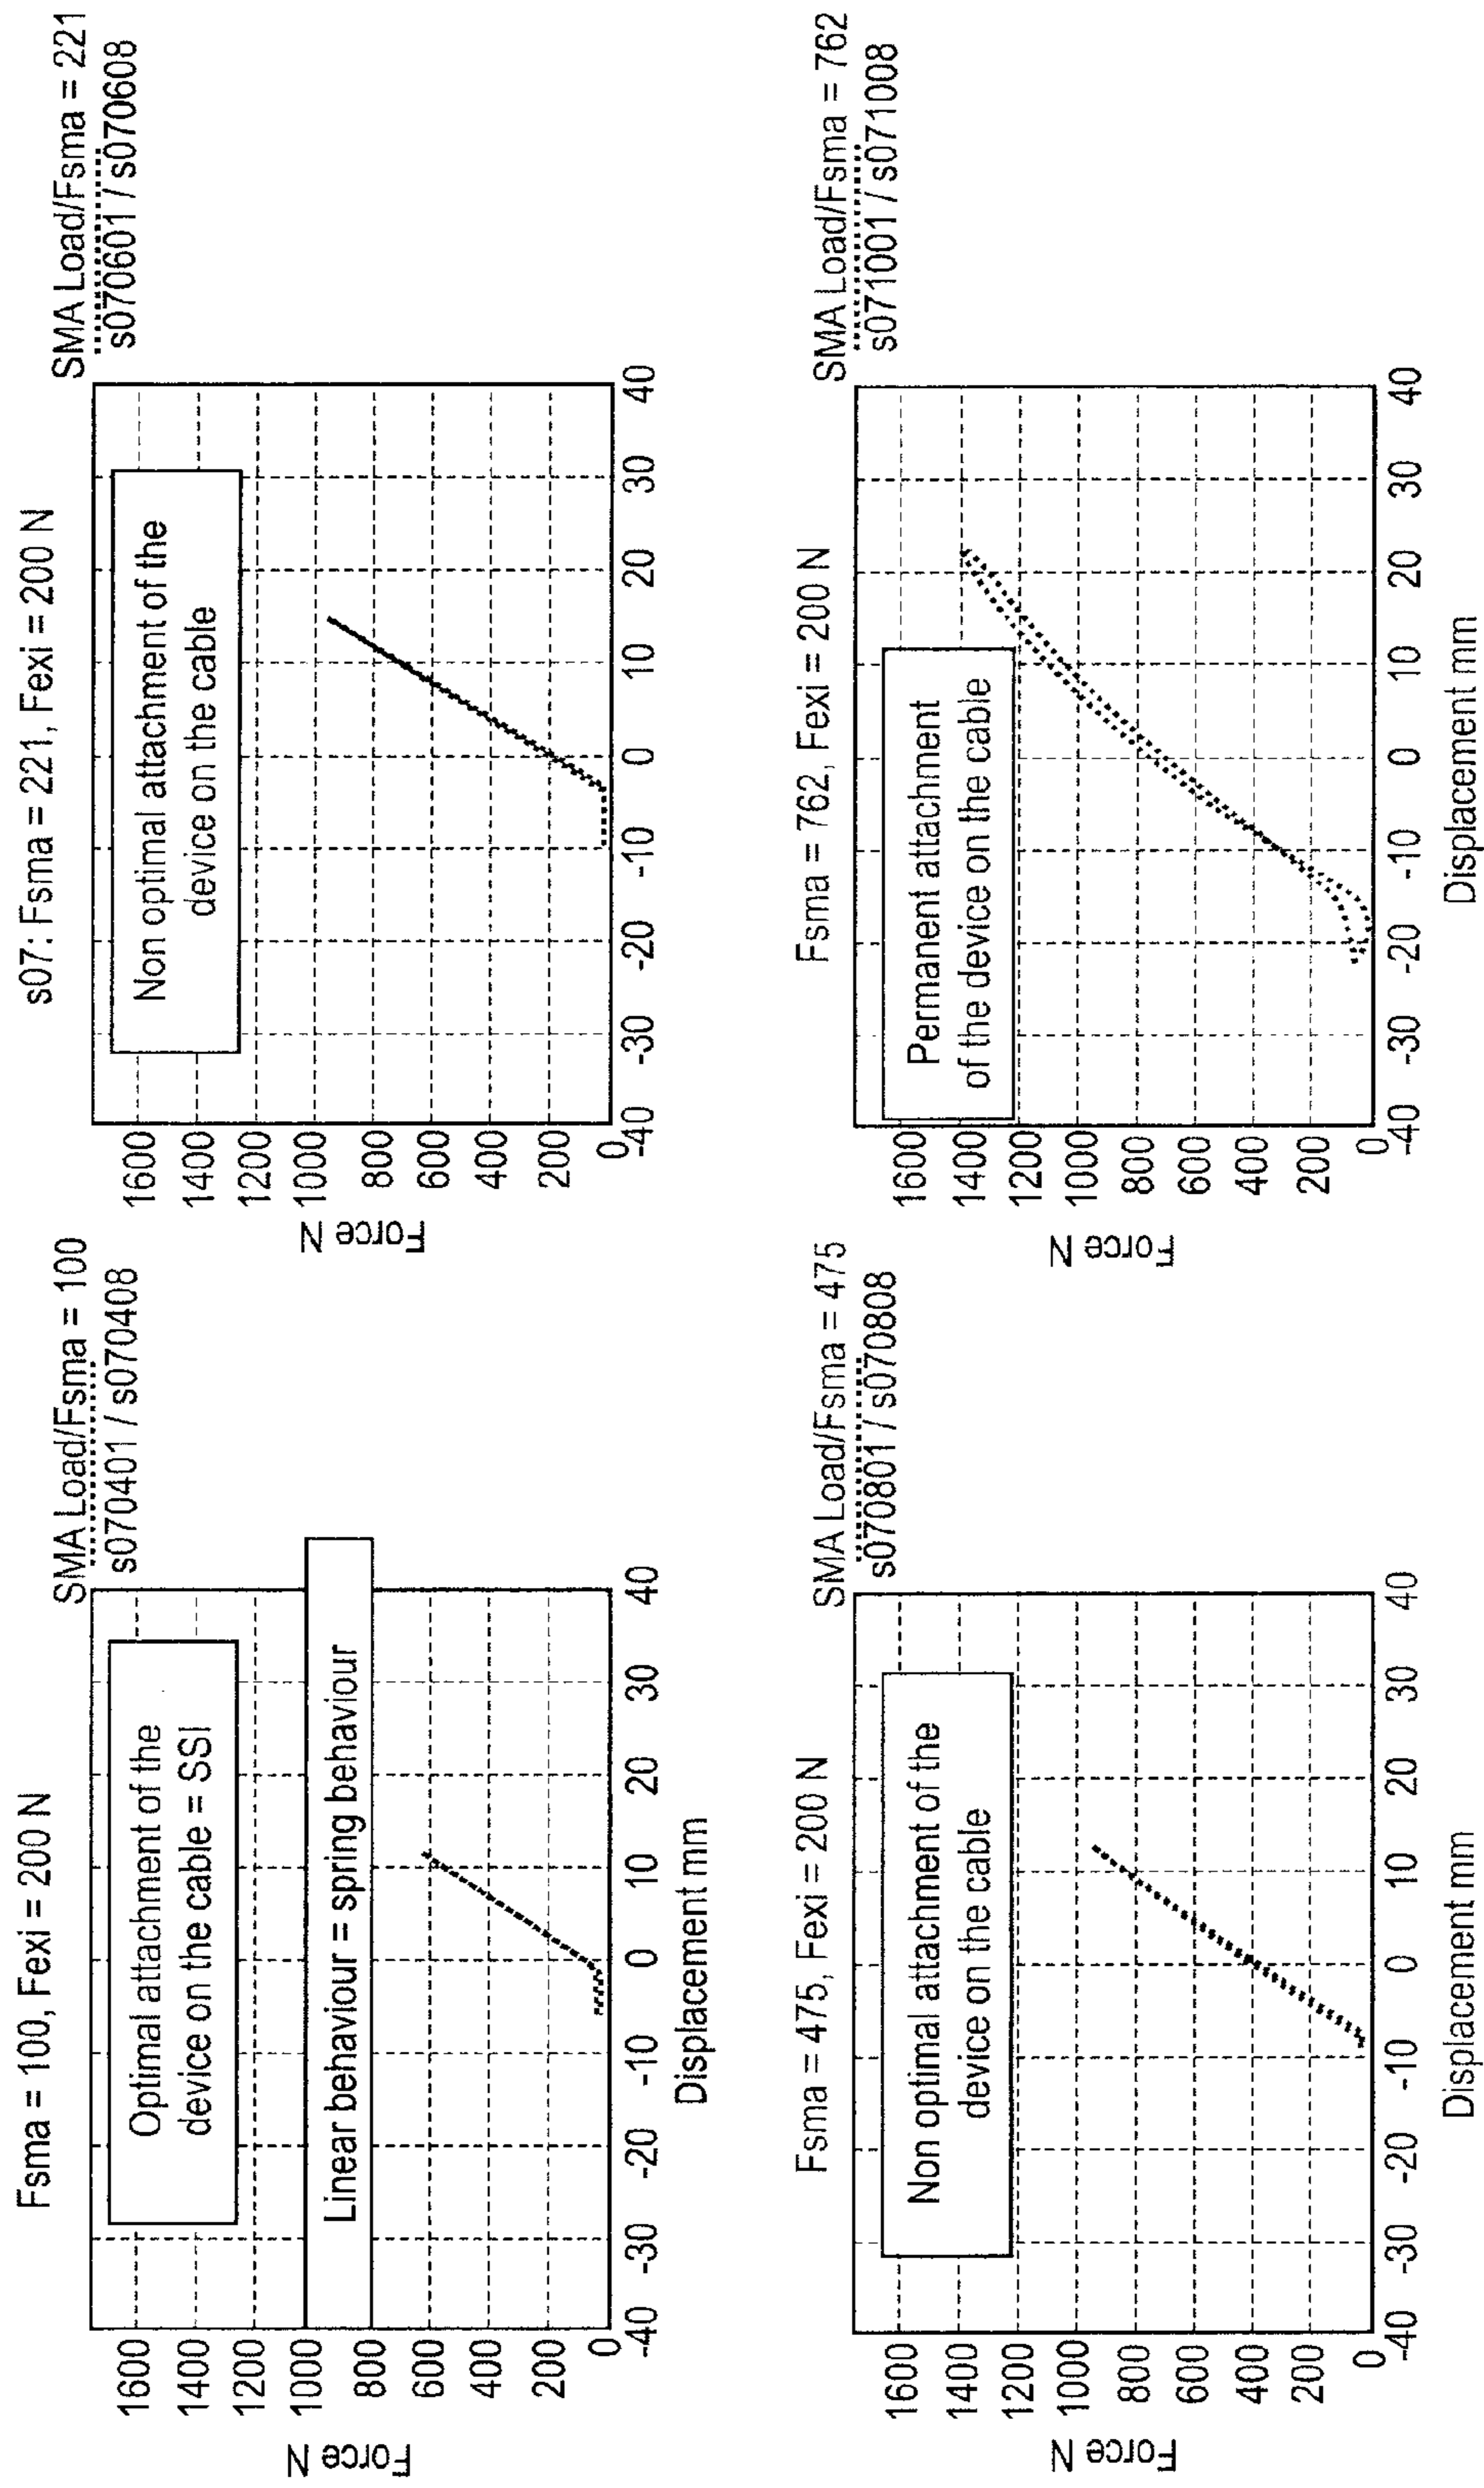 Fsma = 100, Fexi = 200 N
SMA Load/Fsma = 100
s070401 / s070408
Optimal attachment of the
device on the cable = SSI
Linear behaviour = spring behaviour
Force N
1600
1400
1200
1000
800
600
400
200
0
-40 -30 -20 -10 0 10 20 30 40
Displacement mm
s07: Fsma = 221, Fexi = 200 N
SMA Load/Fsma = 221
s070601 / s070608
Non optimal attachment of the
device on the cable
Force N
1600
1400
1200
1000
800
600
400
200
0
-40 -30 -20 -10 0 10 20 30 40
Fsma = 475, Fexi = 200 N
SMA Load/Fsma = 475
s070801 / s070808
Non optimal attachment of the
device on the cable
Force N
1600
1400
1200
1000
800
600
400
200
0
-40 -30 -20 -10 0 10 20 30 40
Displacement mm
Fsma = 762, Fexi = 200 N
SMA Load/Fsma = 762
s071001 / s071008
Permanent attachment
of the device on the cable
Force N
1600
1400
1200
1000
800
600
400
200
0
-40 -30 -20 -10 0 10 20 30 40
Displacement mm